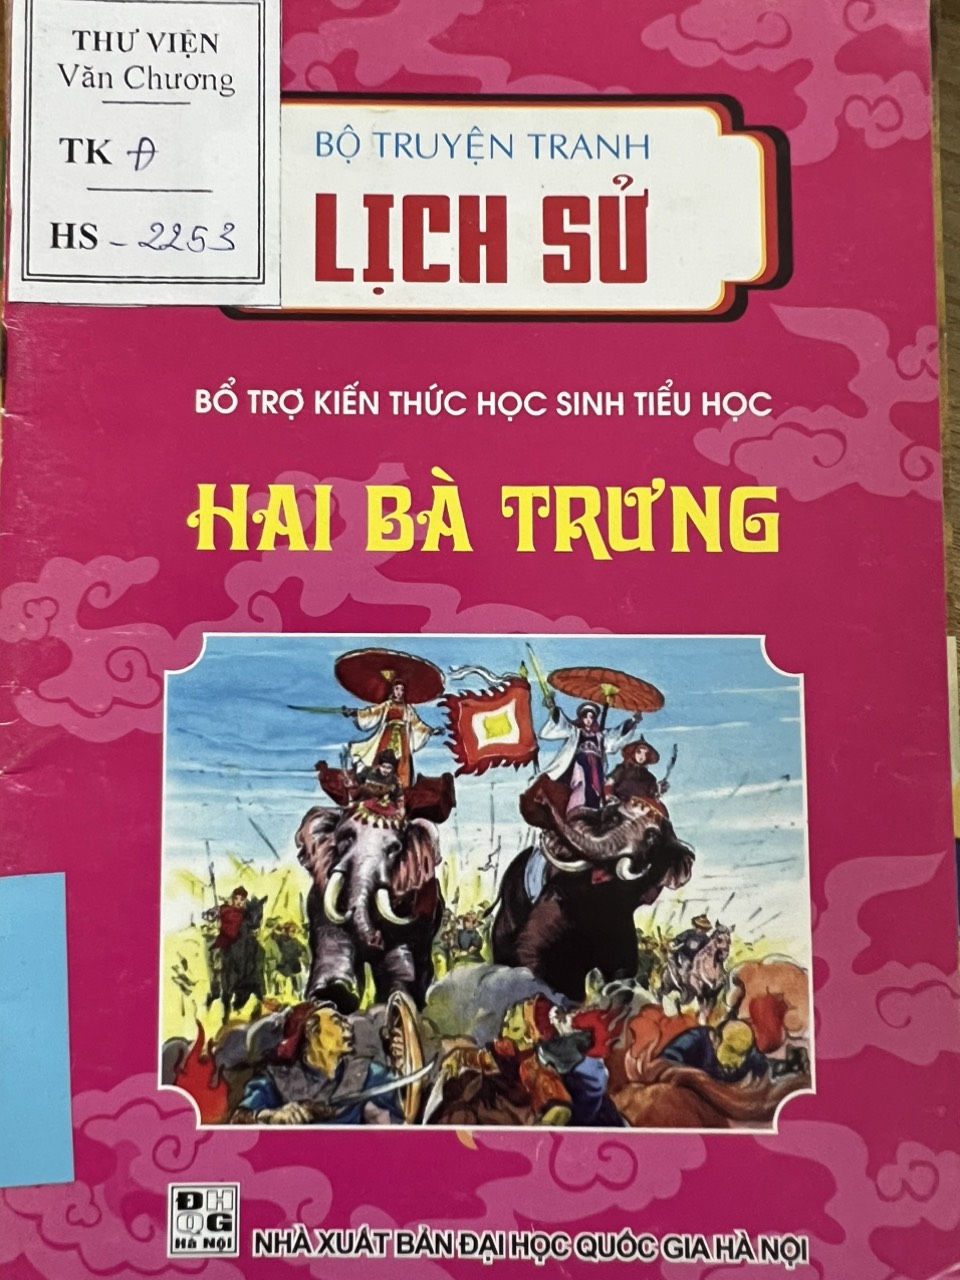 THƯ VIỆN
Văn Chương
TK Đ
HS - 2253
BỘ TRUYỆN TRANH
LỊCH SỬ
BỔ TRỢ KIẾN THỨC HỌC SINH TIỂU HỌC
HAI BÀ TRƯNG
ĐH
QG
Hà Nội
NHÀ XUẤT BẢN ĐẠI HỌC QUỐC GIA HÀ NỘI